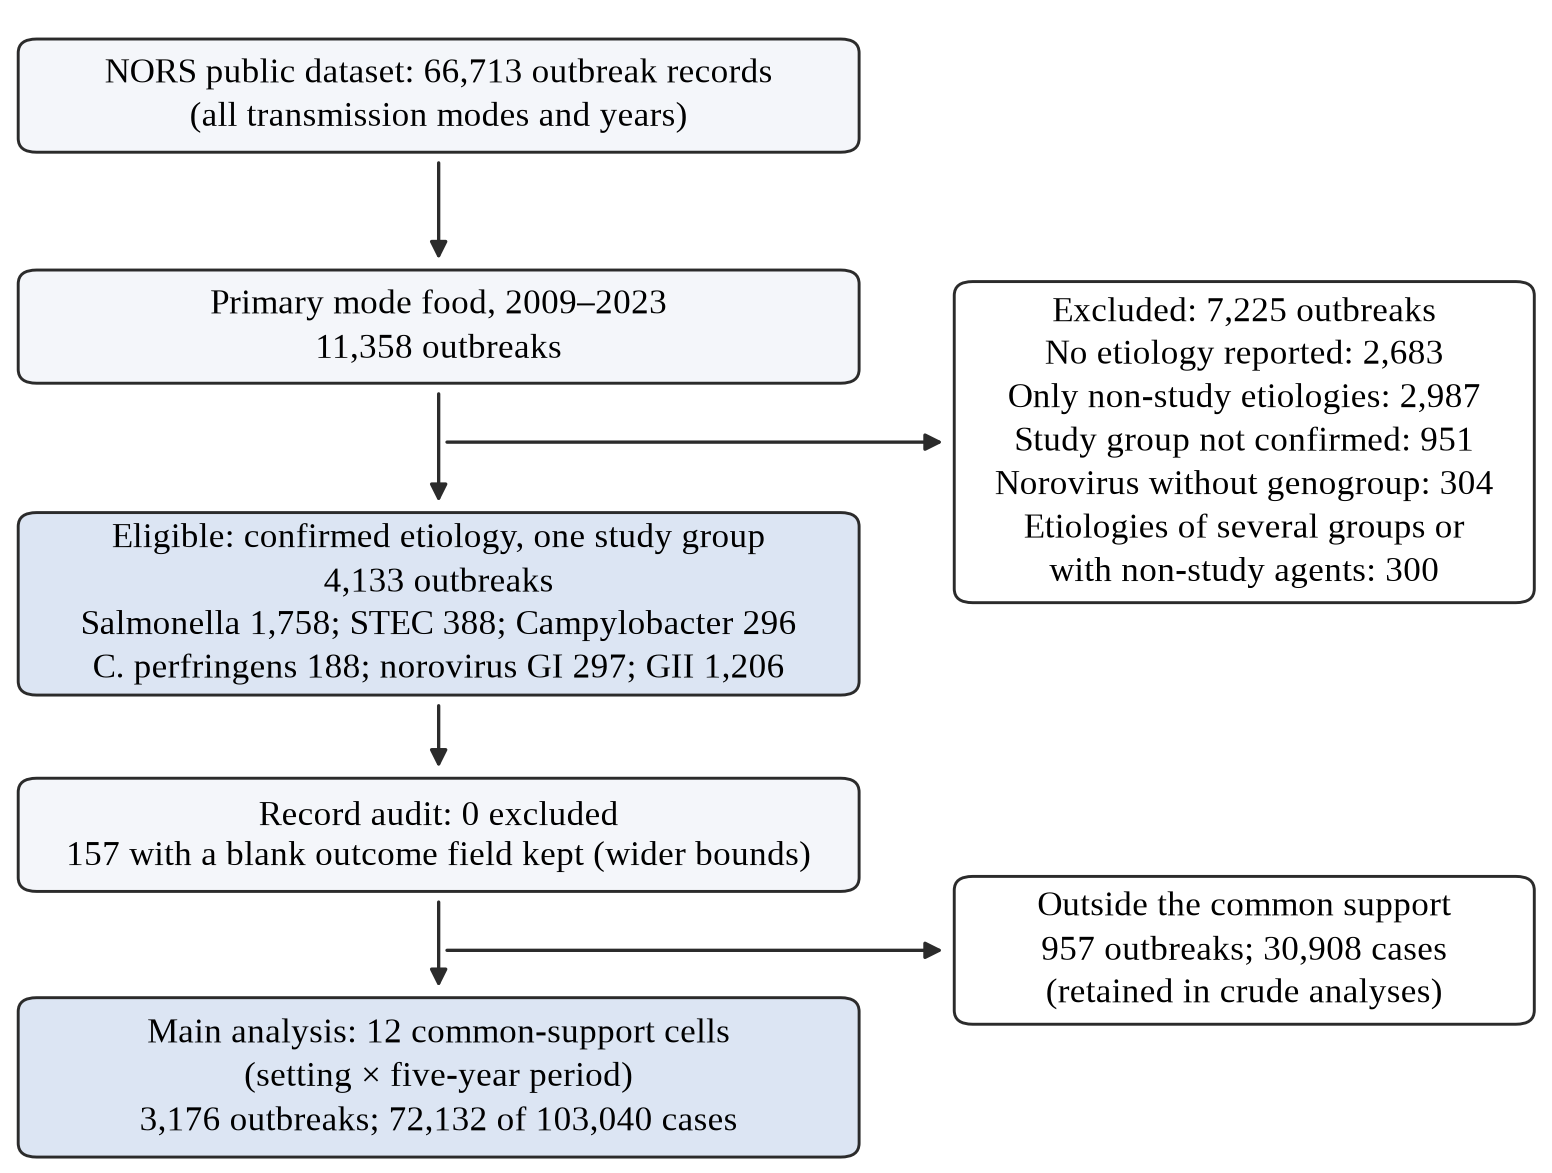 NORS public dataset: 66,713 outbreak records
(all transmission modes and years)
Primary mode food, 2009–2023
11,358 outbreaks
Excluded: 7,225 outbreaks
No etiology reported: 2,683
Only non-study etiologies: 2,987
Study group not confirmed: 951
Norovirus without genogroup: 304
Etiologies of several groups or
with non-study agents: 300
Eligible: confirmed etiology, one study group
4,133 outbreaks
Salmonella 1,758; STEC 388; Campylobacter 296
C. perfringens 188; norovirus GI 297; GII 1,206
Record audit: 0 excluded
157 with a blank outcome field kept (wider bounds)
Outside the common support
957 outbreaks; 30,908 cases
(retained in crude analyses)
Main analysis: 12 common-support cells
(setting × five-year period)
3,176 outbreaks; 72,132 of 103,040 cases